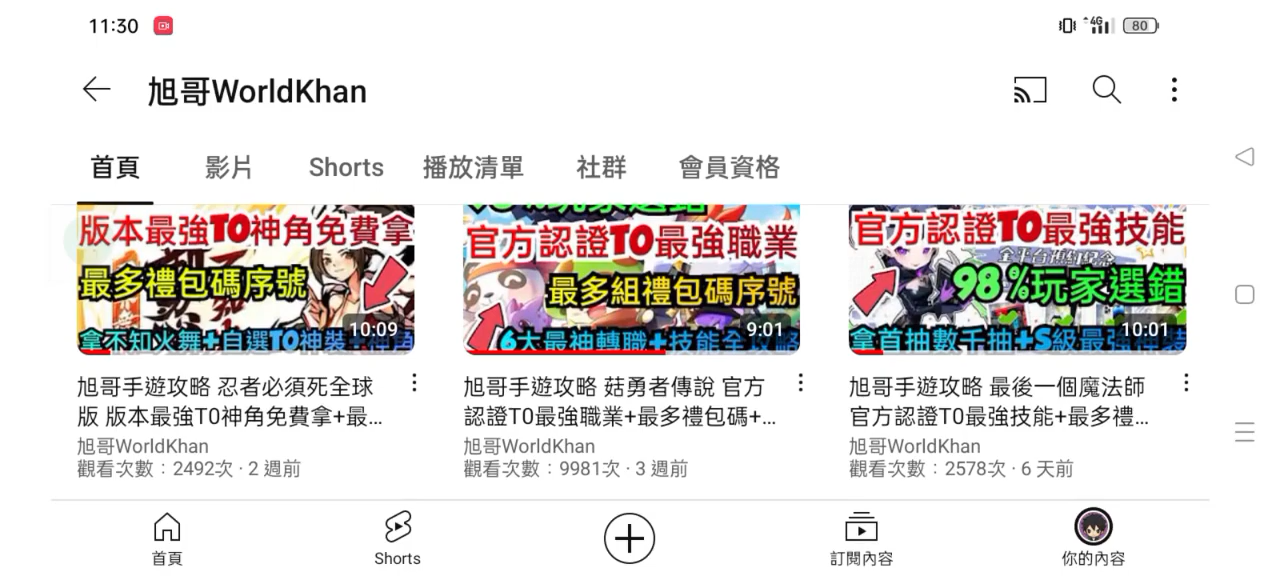 11:30
4G
80
旭哥WorldKhan
首頁
影片
Shorts
播放清單
社群
會員資格
版本最強T0神角免費拿
最多禮包碼序號
拿不知火舞+自選T0神裝+神角
10:09
官方認證T0最強職業
最多組禮包碼序號
6大最神轉職+技能全攻略
9:01
官方認證T0最強技能
98%玩家選錯
拿首抽數千抽+S級最強神裝
10:01
旭哥手遊攻略 忍者必須死全球
版 版本最強T0神角免費拿+最...
旭哥WorldKhan
觀看次數：2492次 · 2 週前
旭哥手遊攻略 菇勇者傳說 官方
認證T0最強職業+最多禮包碼+...
旭哥WorldKhan
觀看次數：9981次 · 3 週前
旭哥手遊攻略 最後一個魔法師
官方認證T0最強技能+最多禮...
旭哥WorldKhan
觀看次數：2578次 · 6 天前
首頁
Shorts
訂閱內容
你的內容